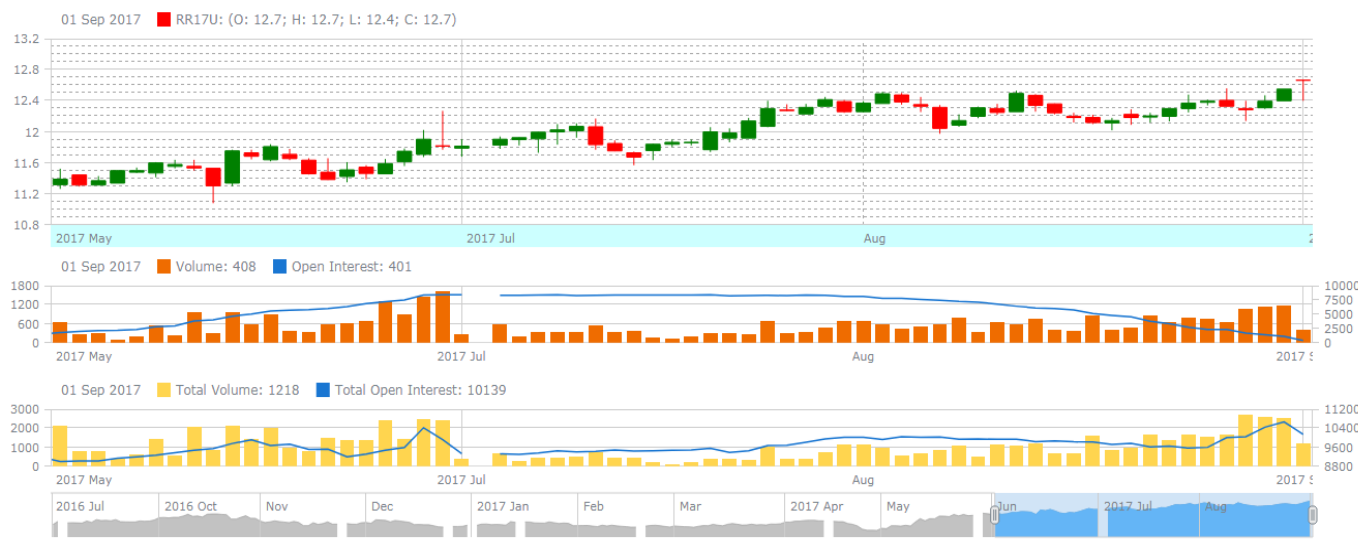 01 Sep 2017 RR17U: (O: 12.7; H: 12.7; L: 12.4; C: 12.7)
13.2
12.8
12.4
12
11.6
11.2
10.8
2017 May 2017 Jul Aug 2
01 Sep 2017 Volume: 408 Open Interest: 401
1800 10000
1200 7500
5000
600 2500
0 0
2017 May 2017 Jul Aug 2017 S
01 Sep 2017 Total Volume: 1218 Total Open Interest: 10139
3000 11200
2000 10400
1000 9600
0 8800
2017 May 2017 Jul Aug 2017 S
2016 Jul 2016 Oct Nov Dec 2017 Jan Feb Mar 2017 Apr May Jun 2017 Jul Aug